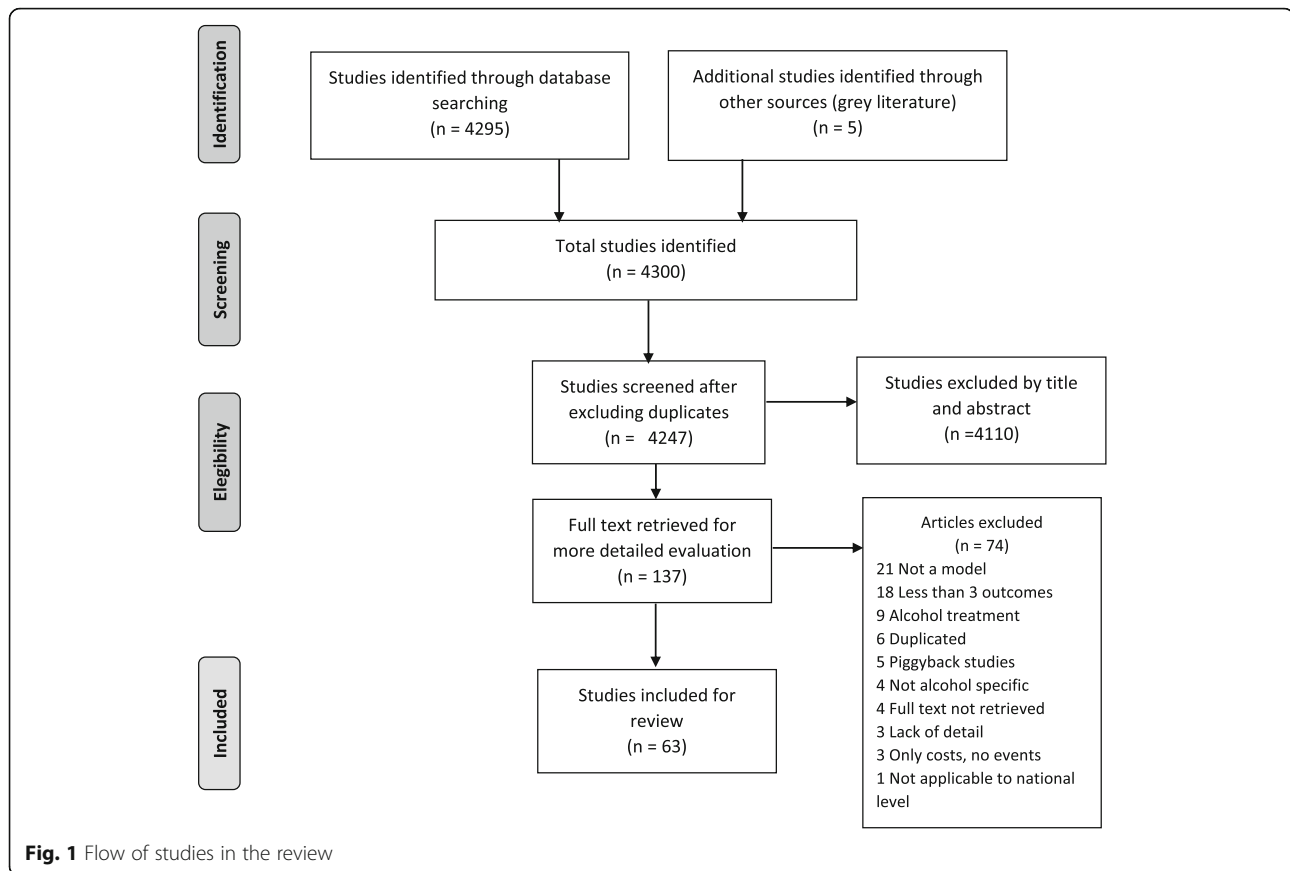 Identification
Studies identified through database
searching
(n = 4295)
Additional studies identified through
other sources (grey literature)
(n = 5)
Screening
Total studies identified
(n = 4300)
Elegibility
Studies screened after
excluding duplicates
(n = 4247)
Studies excluded by title
and abstract
(n =4110)
Full text retrieved for
more detailed evaluation
(n = 137)
Articles excluded
(n = 74)
21 Not a model
18 Less than 3 outcomes
9 Alcohol treatment
6 Duplicated
5 Piggyback studies
4 Not alcohol specific
4 Full text not retrieved
3 Lack of detail
3 Only costs, no events
1 Not applicable to national
level
Included
Studies included for
review
(n = 63)
Fig. 1 Flow of studies in the review